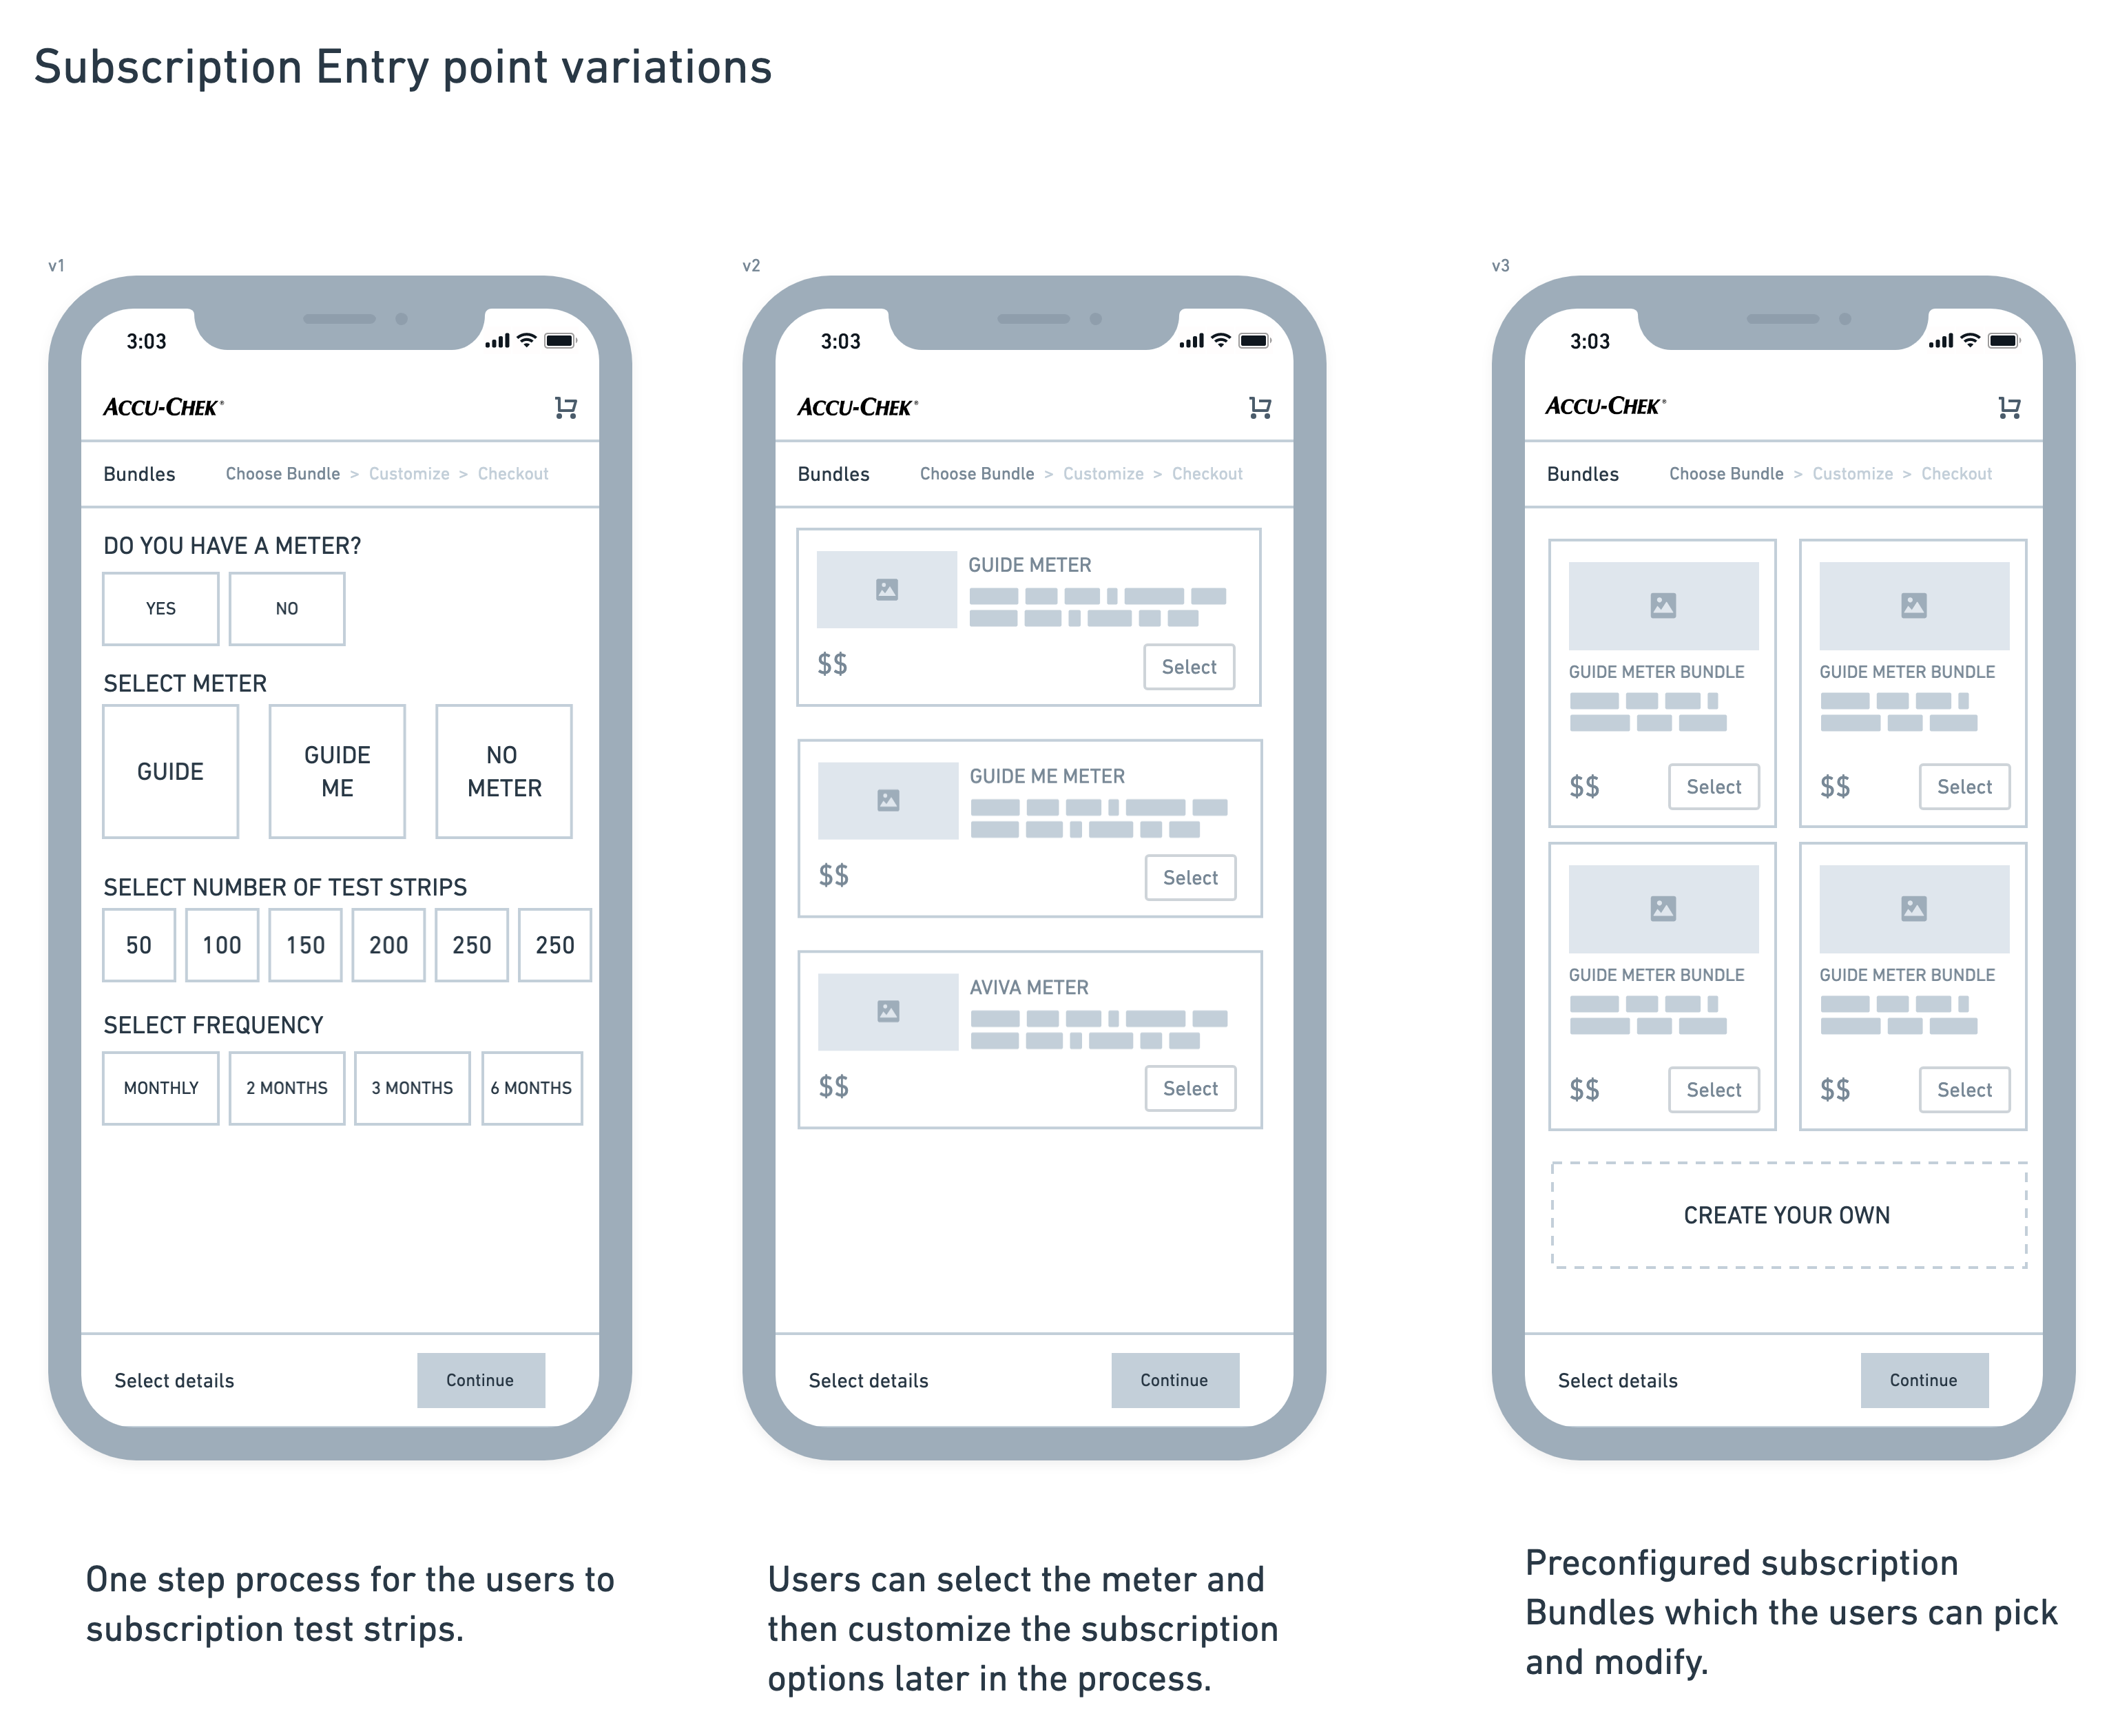 Subscription Entry point variations
v1
3:03
ACCU-CHEK®
Bundles Choose Bundle > Customize > Checkout
DO YOU HAVE A METER?
YES NO
SELECT METER
GUIDE
GUIDE
ME
NO
METER
SELECT NUMBER OF TEST STRIPS
50 100 150 200 250 250
SELECT FREQUENCY
MONTHLY 2 MONTHS 3 MONTHS 6 MONTHS
Select details Continue
One step process for the users to
subscription test strips.
v2
3:03
ACCU-CHEK®
Bundles Choose Bundle > Customize > Checkout
GUIDE METER
$$ Select
GUIDE ME METER
$$ Select
AVIVA METER
$$ Select
Select details Continue
Users can select the meter and
then customize the subscription
options later in the process.
v3
3:03
ACCU-CHEK®
Bundles Choose Bundle > Customize > Checkout
GUIDE METER BUNDLE GUIDE METER BUNDLE
$$ Select $$ Select
GUIDE METER BUNDLE GUIDE METER BUNDLE
$$ Select $$ Select
CREATE YOUR OWN
Select details Continue
Preconfigured subscription
Bundles which the users can pick
and modify.